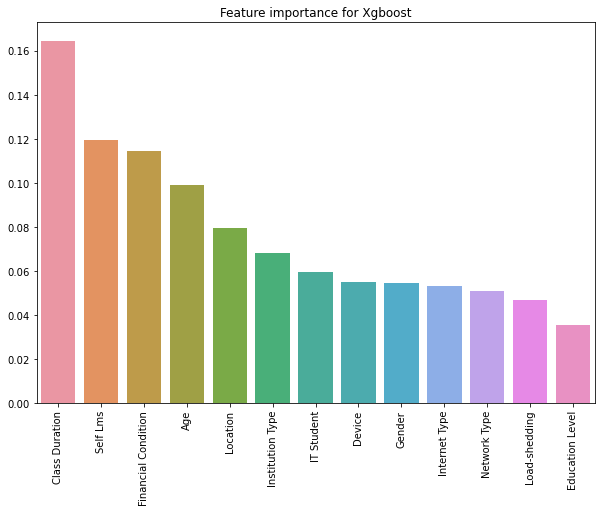 Feature importance for Xgboost
0.16
0.14
0.12
0.10
0.08
0.06
0.04
0.02
0.00
Class Duration
Self Lms
Financial Condition
Age
Location
Institution Type
IT Student
Device
Gender
Internet Type
Network Type
Load-shedding
Education Level